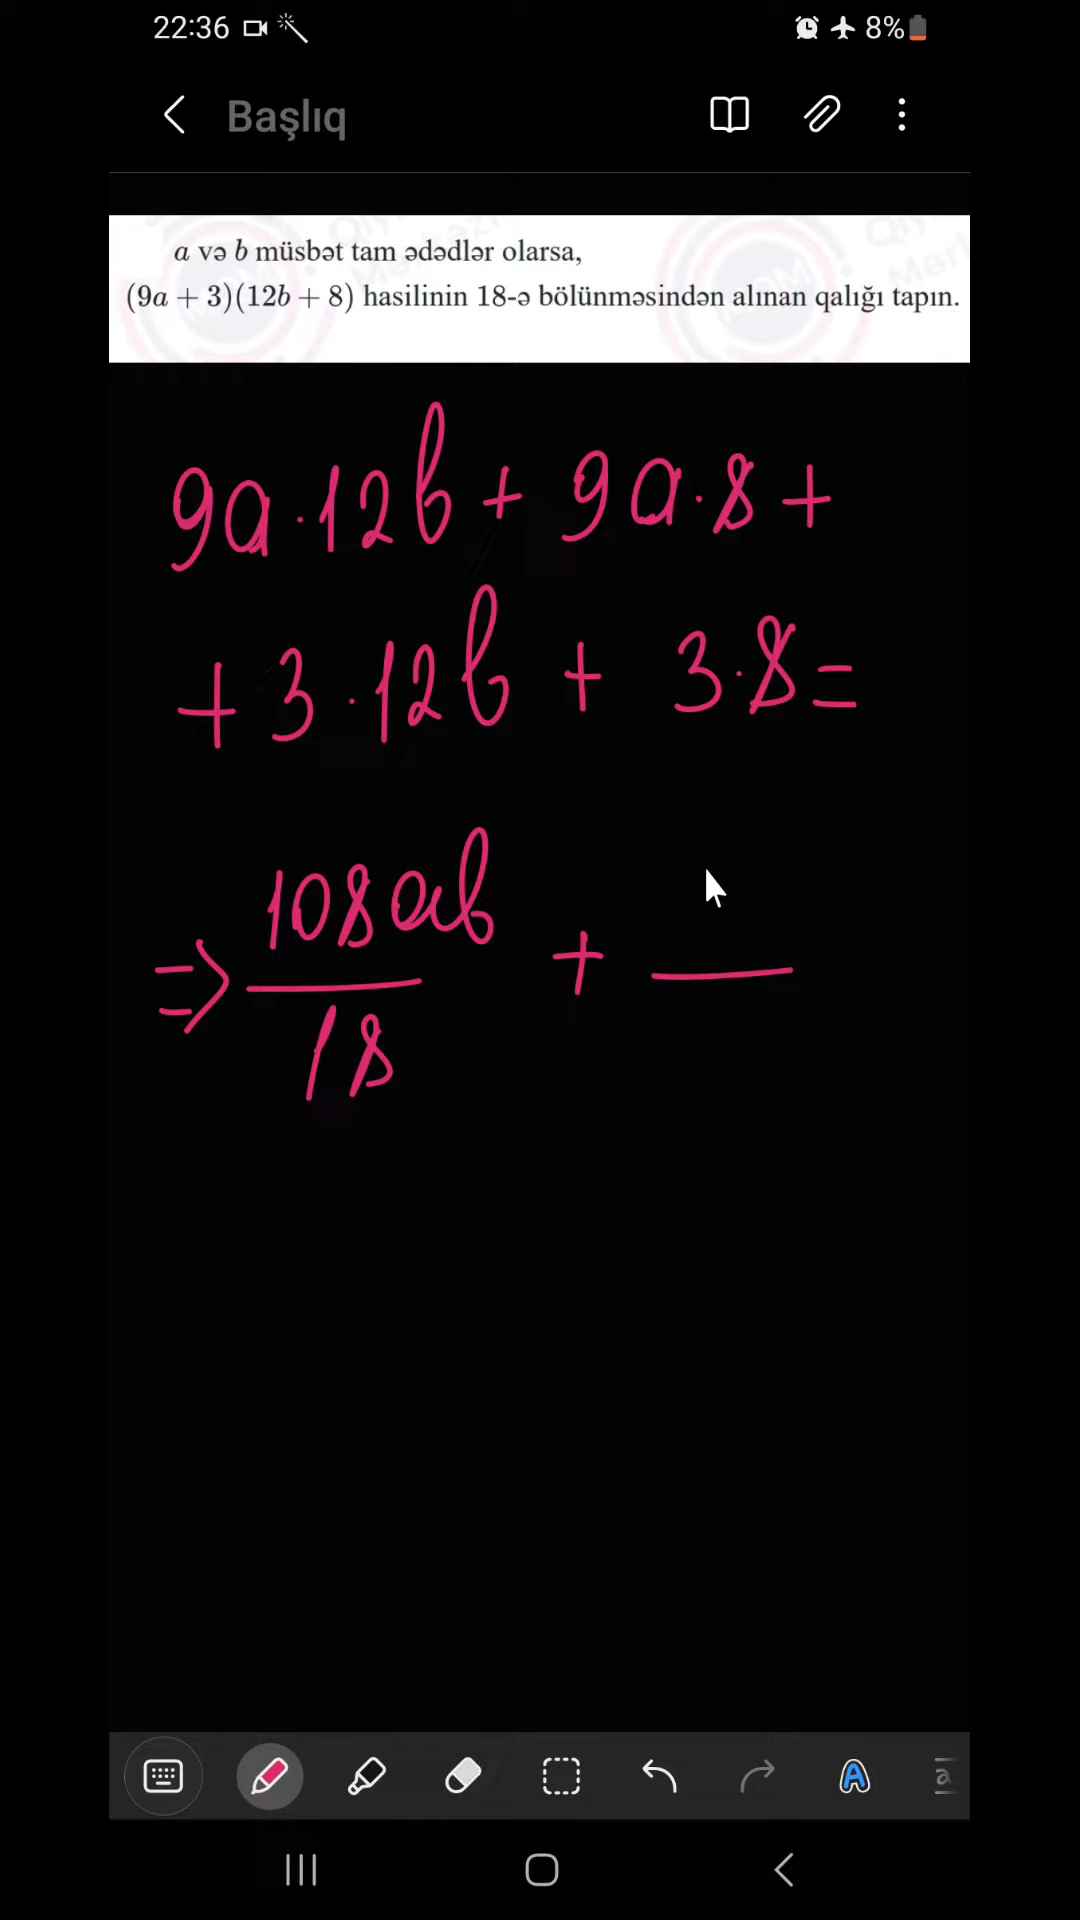 22:36 8%
Başlıq
a və b müsbət tam ədədlər olarsa,
(9a + 3)(12b + 8) hasilinin 18-ə bölünməsindən alınan qalığı tapın.
9a·12b + 9a·8 +
+ 3·12b + 3·8 =
⇒ 108ab/18 + —
A